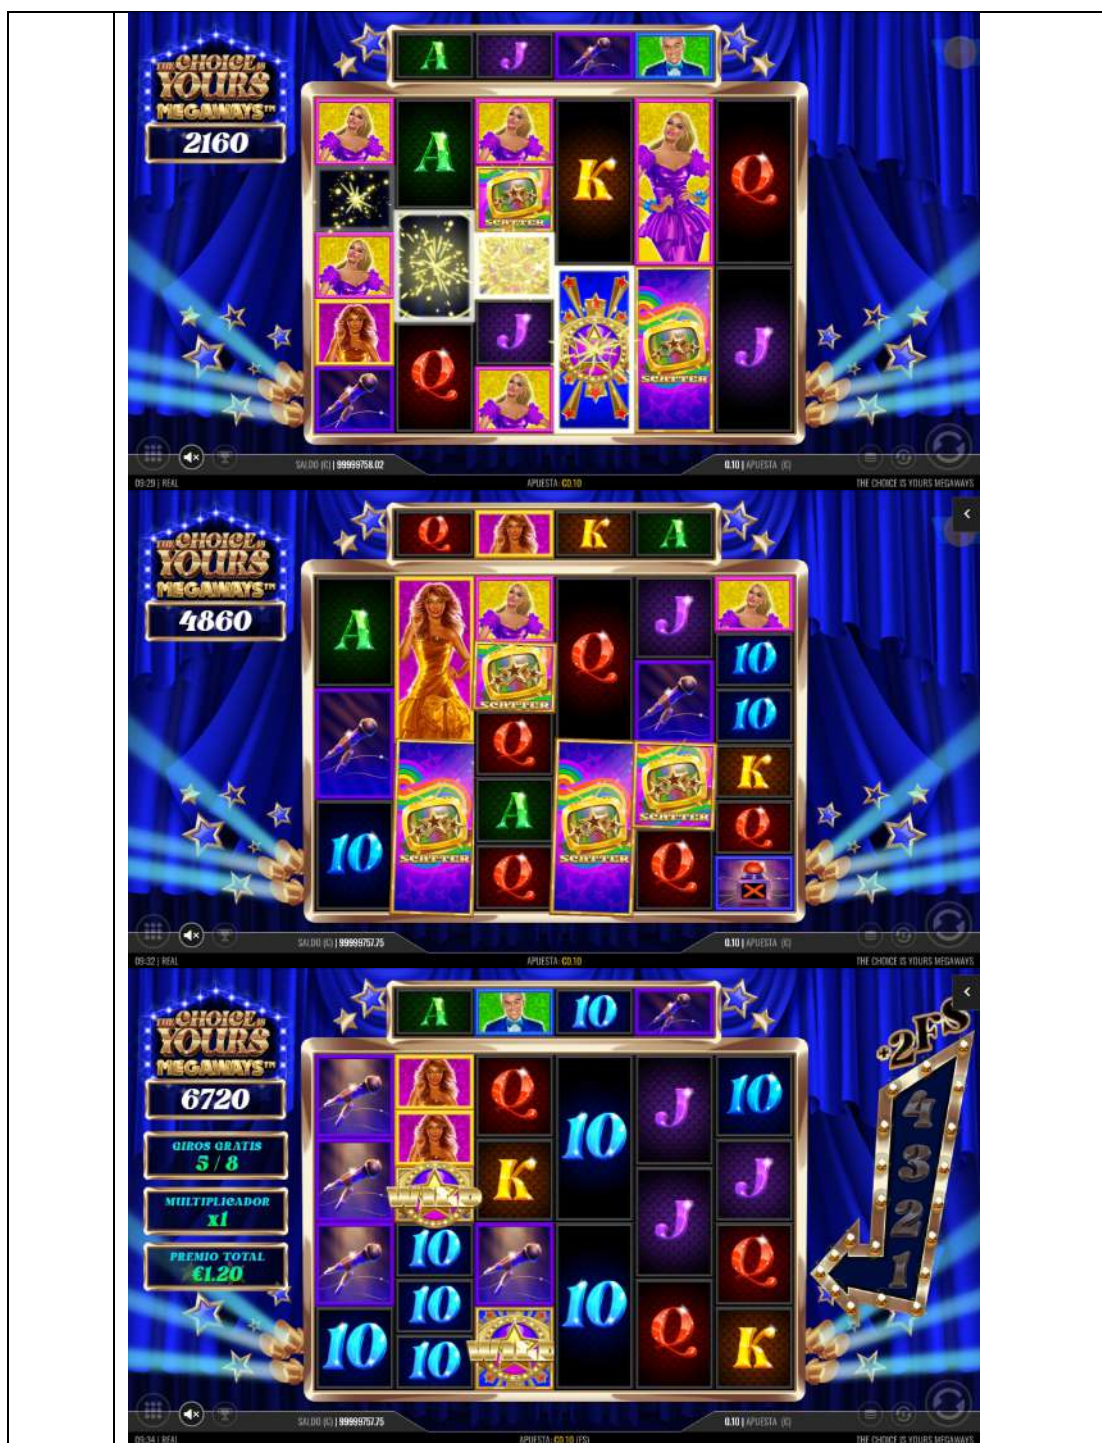 A J
THE CHOICE IS
YOURS
MEGAWAYS™
2160
A K Q
SCATTER
J SCATTER J
Q
SALDO (€) | 99999758.02 0.10 | APUESTA (€)
09:29 | REAL APUESTA: €0.10 THE CHOICE IS YOURS MEGAWAYS
Q K A
THE CHOICE IS
YOURS
MEGAWAYS™
4860
A Q J
10
SCATTER 10
Q K
SCATTER A SCATTER SCATTER Q
10 Q Q
SALDO (€) | 99999757.75 0.10 | APUESTA (€)
09:32 | REAL APUESTA: €0.10 THE CHOICE IS YOURS MEGAWAYS
A 10
THE CHOICE IS
YOURS
MEGAWAYS™
6720
GIROS GRATIS
5 / 8
MULTIPLICADOR
x1
PREMIO TOTAL
€1.20
Q 10 J 10
WILD K J
10 J Q
10 10
10 10 WILD Q K
+2FS
4
3
2
1
SALDO (€) | 99999757.75 0.10 | APUESTA (€)
09:34 | REAL APUESTA: €0.10 (FS) THE CHOICE IS YOURS MEGAWAYS